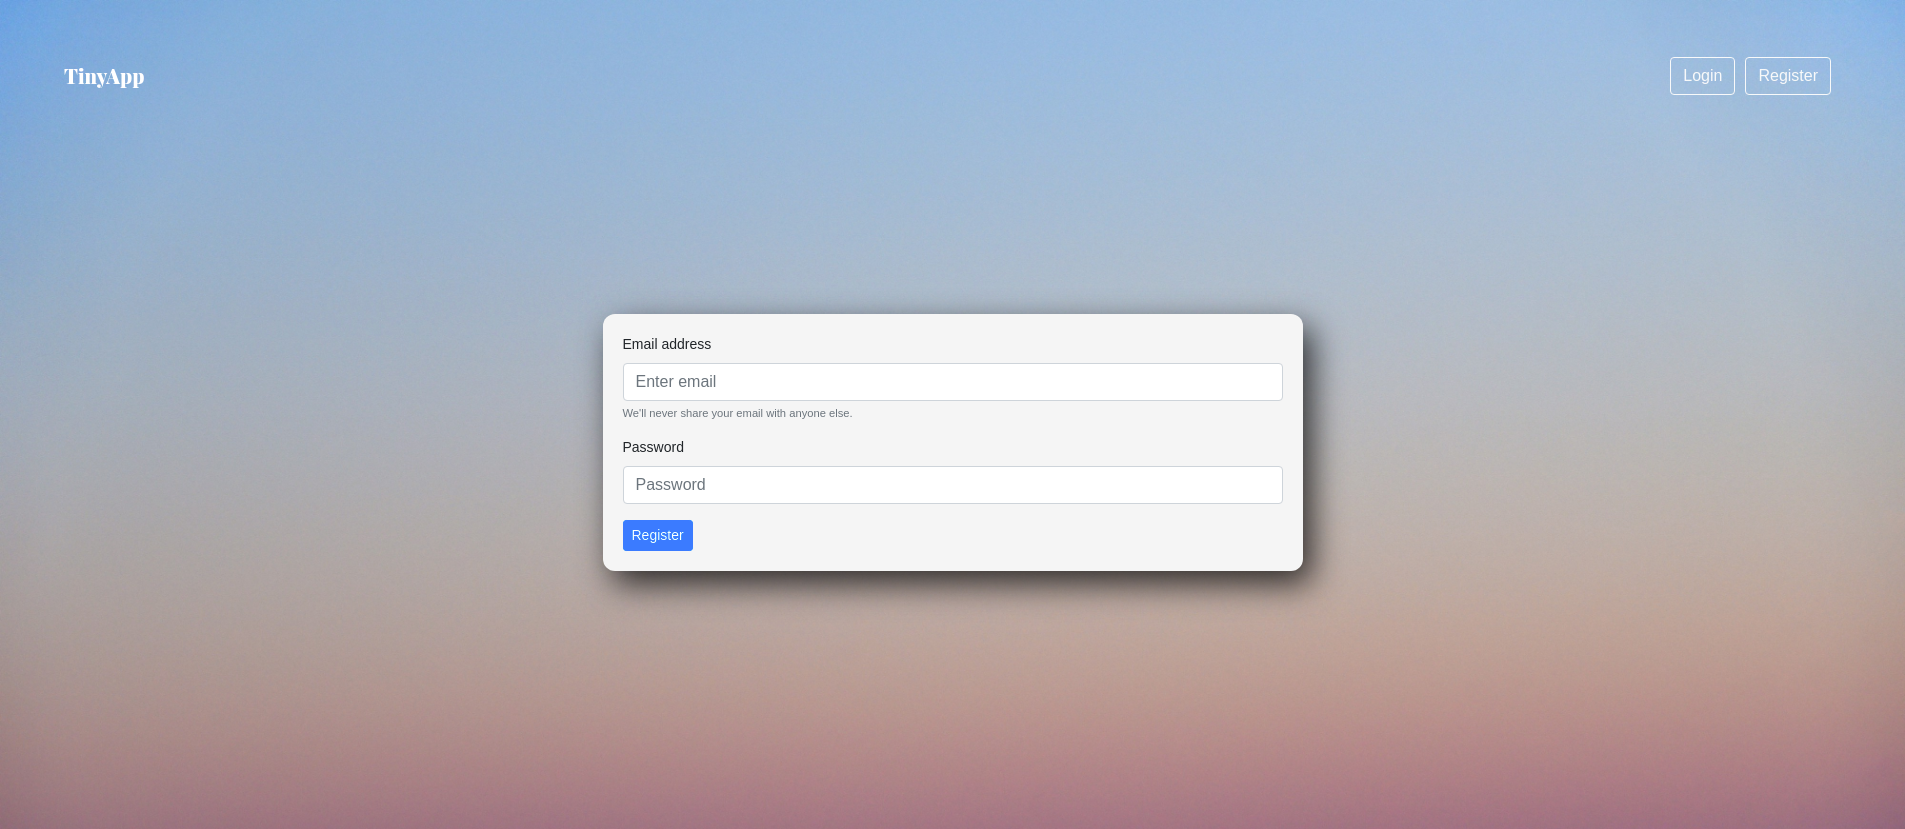 TinyApp
Login
Register
Email address
Enter email
We'll never share your email with anyone else.
Password
Password
Register